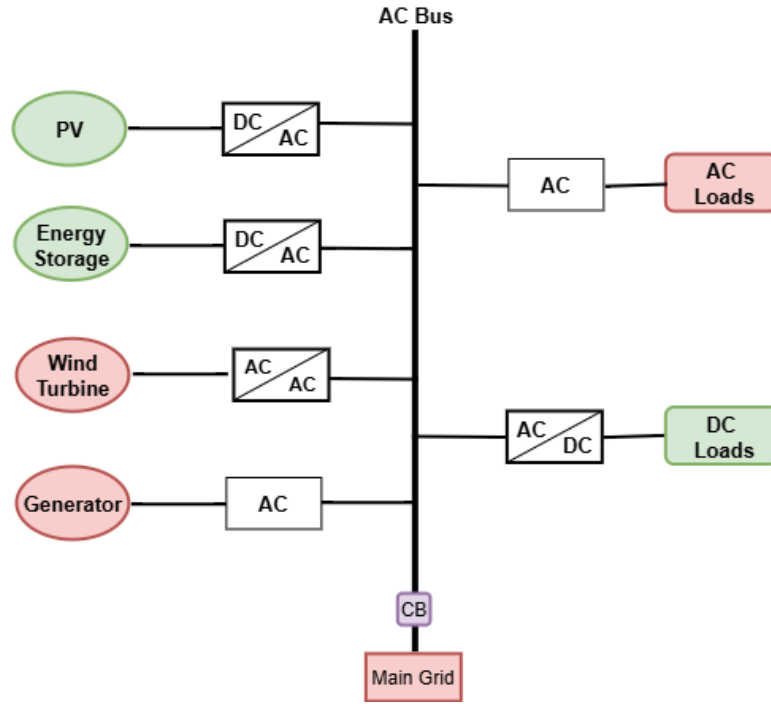 AC Bus
PV
DC
AC
AC
AC
Loads
Energy
Storage
DC
AC
Wind
Turbine
AC
AC
AC
DC
DC
Loads
Generator
AC
CB
Main Grid